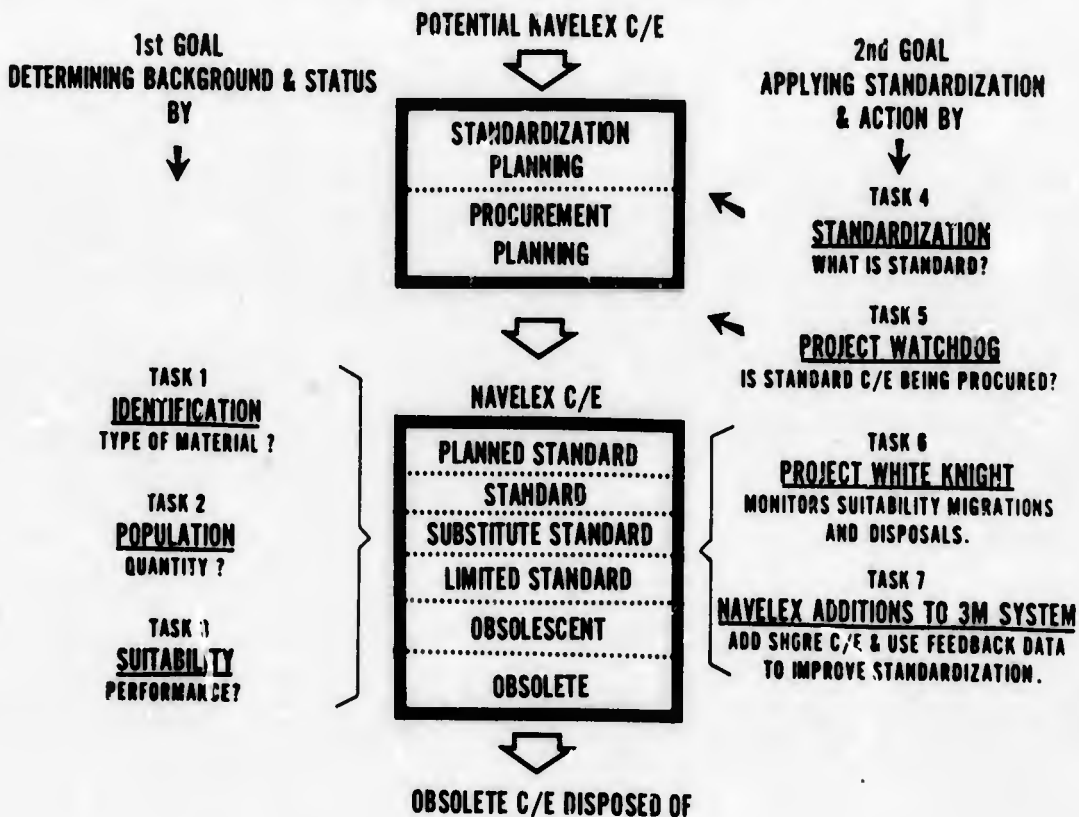 1st GOAL
DETERMINING BACKGROUND & STATUS
BY
POTENTIAL NAVELEX C/E
STANDARDIZATION
PLANNING
PROCUREMENT
PLANNING
2nd GOAL
APPLYING STANDARDIZATION
& ACTION BY
TASK 4
STANDARDIZATION
WHAT IS STANDARD?
TASK 5
PROJECT WATCHDOG
IS STANDARD C/E BEING PROCURED?
TASK 1
IDENTIFICATION
TYPE OF MATERIAL ?
TASK 2
POPULATION
QUANTITY ?
TASK 3
SUITABILITY
PERFORMANCE?
NAVELEX C/E
PLANNED STANDARD
STANDARD
SUBSTITUTE STANDARD
LIMITED STANDARD
OBSOLESCENT
OBSOLETE
TASK 6
PROJECT WHITE KNIGHT
MONITORS SUITABILITY MIGRATIONS
AND DISPOSALS.
TASK 7
NAVELEX ADDITIONS TO 3M SYSTEM
ADD SHORE C/E & USE FEEDBACK DATA
TO IMPROVE STANDARDIZATION.
OBSOLETE C/E DISPOSED OF